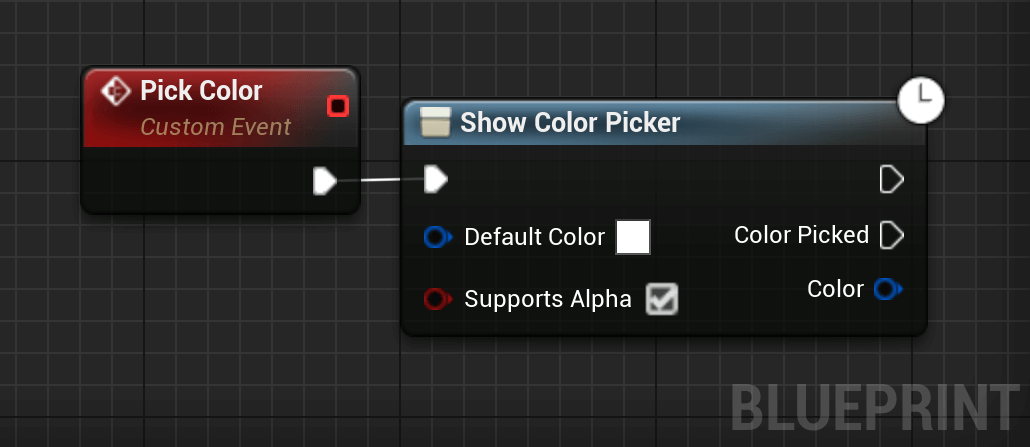 Pick Color
Custom Event
Show Color Picker
Default Color
Color Picked
Supports Alpha
Color
BLUEPRINT